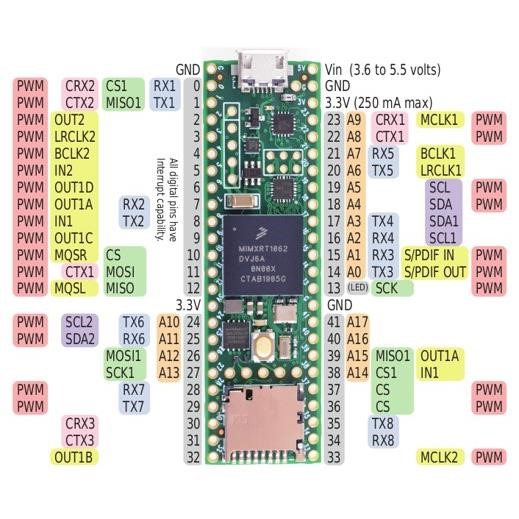 GND
PWM CRX2 CS1 RX1 0
PWM CTX2 MISO1 TX1 1
PWM OUT2 2
PWM LRCLK2 3
PWM BCLK2 4
PWM IN2 5
PWM OUT1D 6
PWM OUT1A RX2 7
PWM IN1 TX2 8
PWM OUT1C 9
PWM MQSR CS 10
PWM CTX1 MOSI 11
PWM MQSL MISO 12
3.3V
PWM SCL2 TX6 A10 24
PWM SDA2 RX6 A11 25
MOSI1 A12 26
SCK1 A13 27
PWM RX7 28
PWM TX7 29
CRX3 30
CTX3 31
OUT1B 32
All digital pins have
Interrupt capability.
5V
3V
MIMXRT1062
DVJ6A
0N00X
CTAB1905G
Vin (3.6 to 5.5 volts)
GND
3.3V (250 mA max)
23 A9 CRX1 MCLK1 PWM
22 A8 CTX1 PWM
21 A7 RX5 BCLK1
20 A6 TX5 LRCLK1
19 A5 SCL PWM
18 A4 SDA PWM
17 A3 TX4 SDA1
16 A2 RX4 SCL1
15 A1 RX3 S/PDIF IN PWM
14 A0 TX3 S/PDIF OUT PWM
13 (LED) SCK PWM
GND
41 A17
40 A16
39 A15 MISO1 OUT1A
38 A14 CS1 IN1
37 CS PWM
36 CS PWM
35 TX8
34 RX8
33 MCLK2 PWM